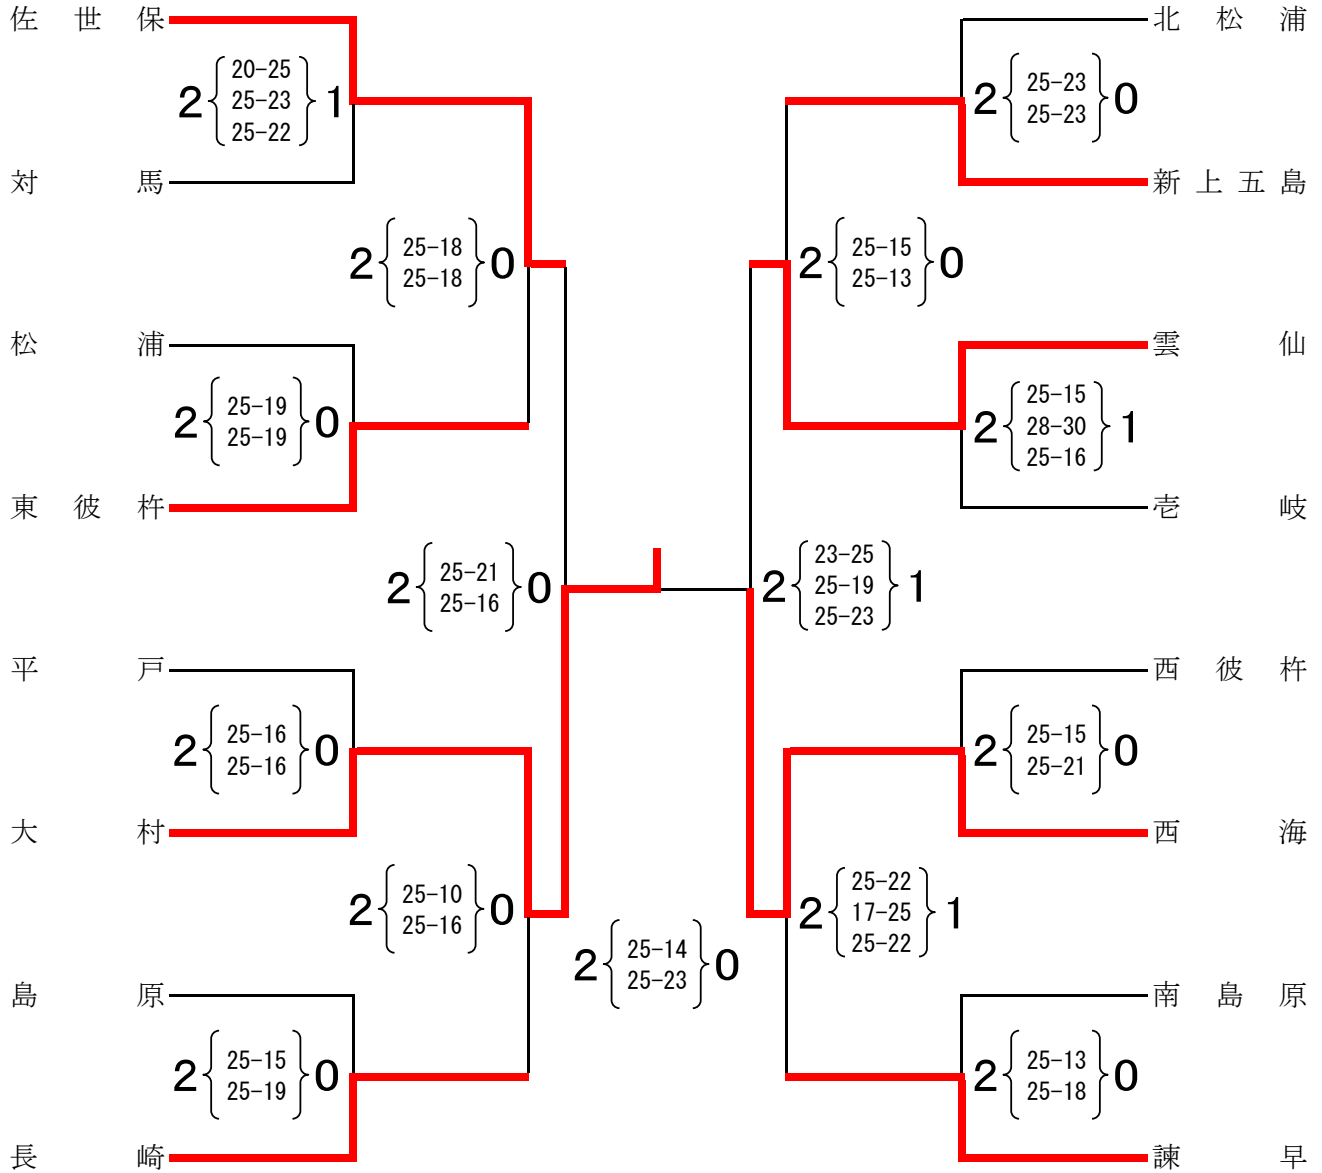 佐世保
2 20-25 1
25-23
25-22
対馬
2 25-18 0
25-18
松浦
2 25-19 0
25-19
東彼杵
2 25-21 0
25-16
平戸
2 25-16 0
25-16
大村
2 25-10 0
25-16
島原
2 25-15 0
25-19
長崎
2 25-14 0
25-23
北松浦
2 25-23 0
25-23
新上五島
2 25-15 0
25-13
雲仙
2 25-15 1
28-30
25-16
壱岐
2 23-25 1
25-19
25-23
西彼杵
2 25-15 0
25-21
西海
2 25-22 1
17-25
25-22
南島原
2 25-13 0
25-18
諫早